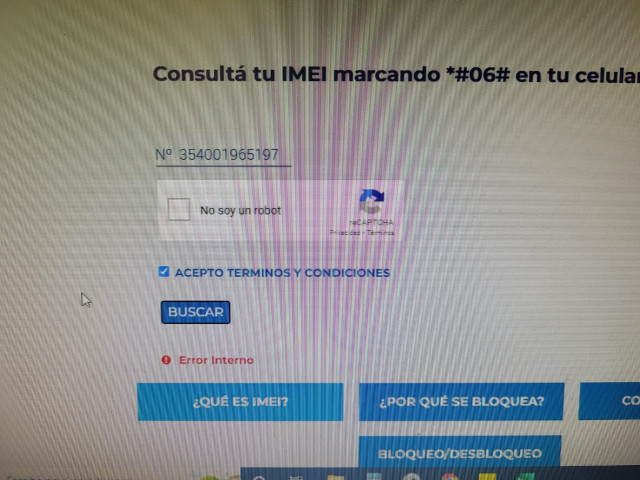 Consultá tu IMEI marcando *#06# en tu celular
Nº 354001965197
No soy un robot
reCAPTCHA
Privacidad - Términos
ACEPTO TERMINOS Y CONDICIONES
BUSCAR
Error Interno
¿QUÉ ES IMEI?
¿POR QUÉ SE BLOQUEA?
CO
BLOQUEO/DESBLOQUEO